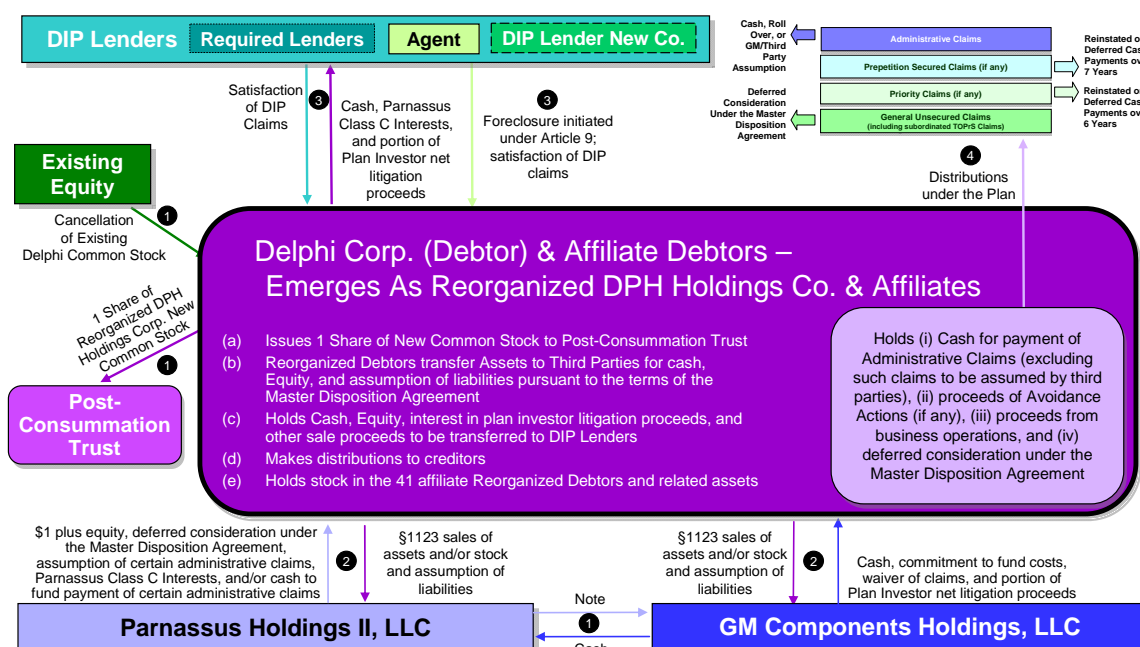 DIP Lenders
Required Lenders
Agent
DIP Lender New Co.
Cash, Roll
Over, or
GM/Third
Party
Assumption
Administrative Claims
Prepetition Secured Claims (if any)
Priority Claims (if any)
General Unsecured Claims
(including subordinated TOPrS Claims)
Reinstated or
Deferred Cas
Payments ov
7 Years
Reinstated or
Deferred Cas
Payments ov
6 Years
Deferred
Consideration
Under the Master
Disposition
Agreement
Satisfaction
of DIP
Claims
3
Cash, Parnassus
Class C Interests,
and portion of
Plan Investor net
litigation
proceeds
3
Foreclosure initiated
under Article 9;
satisfaction of DIP
claims
4
Distributions
under the Plan
Existing
Equity
1
Cancellation
of Existing
Delphi Common Stock
1 Share of
Reorganized DPH
Holdings Corp. New
Common Stock
1
Post-
Consummation
Trust
Delphi Corp. (Debtor) & Affiliate Debtors –
Emerges As Reorganized DPH Holdings Co. & Affiliates
(a) Issues 1 Share of New Common Stock to Post-Consummation Trust
(b) Reorganized Debtors transfer Assets to Third Parties for cash,
Equity, and assumption of liabilities pursuant to the terms of the
Master Disposition Agreement
(c) Holds Cash, Equity, interest in plan investor litigation proceeds, and
other sale proceeds to be transferred to DIP Lenders
(d) Makes distributions to creditors
(e) Holds stock in the 41 affiliate Reorganized Debtors and related assets
Holds (i) Cash for payment of
Administrative Claims (excluding
such claims to be assumed by third
parties), (ii) proceeds of Avoidance
Actions (if any), (iii) proceeds from
business operations, and (iv)
deferred consideration under the
Master Disposition Agreement
$1 plus equity, deferred consideration under
the Master Disposition Agreement,
assumption of certain administrative claims,
Parnassus Class C Interests, and/or cash to
fund payment of certain administrative claims
2
§1123 sales of
assets and/or stock
and assumption of
liabilities
§1123 sales of
assets and/or stock
and assumption of
liabilities
2
Cash, commitment to fund costs,
waiver of claims, and portion of
Plan Investor net litigation proceeds
Parnassus Holdings II, LLC
Note
1
Cash
GM Components Holdings, LLC